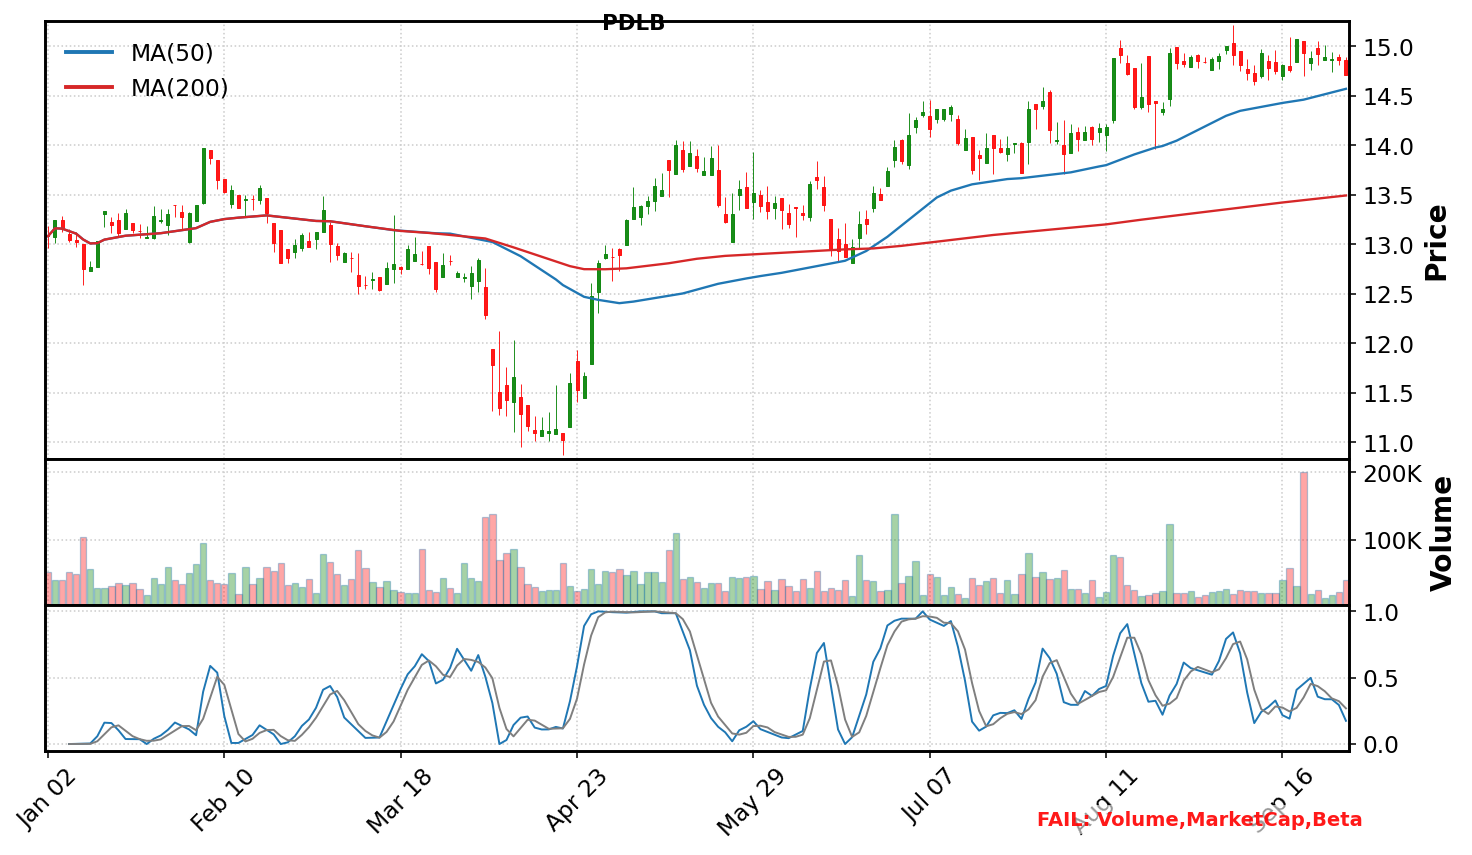 PDLB
MA(50)
MA(200)
15.0
14.5
14.0
13.5
13.0
12.5
12.0
11.5
11.0
Price
200K
100K
Volume
1.0
0.5
0.0
Jan 02
Feb 10
Mar 18
Apr 23
May 29
Jul 07
Aug 11
Sep 16
FAIL: Volume,MarketCap,Beta